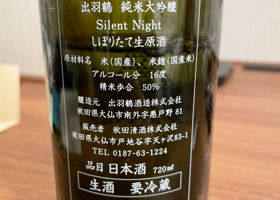 出羽鶴 純米大吟醸
Silent Night
しぼりたて生原酒
原材料名 米(国産)、米麹(国産米)
アルコール分 16度
精米歩合 50%
醸造元 出羽鶴酒造株式会社
秋田県大仙市南外字悪戸野81
販売者 秋田清酒株式会社
秋田県大仙市戸地谷字天ヶ沢83-1
TEL 0187-63-1224
品目 日本酒 720ml
生酒 要冷蔵